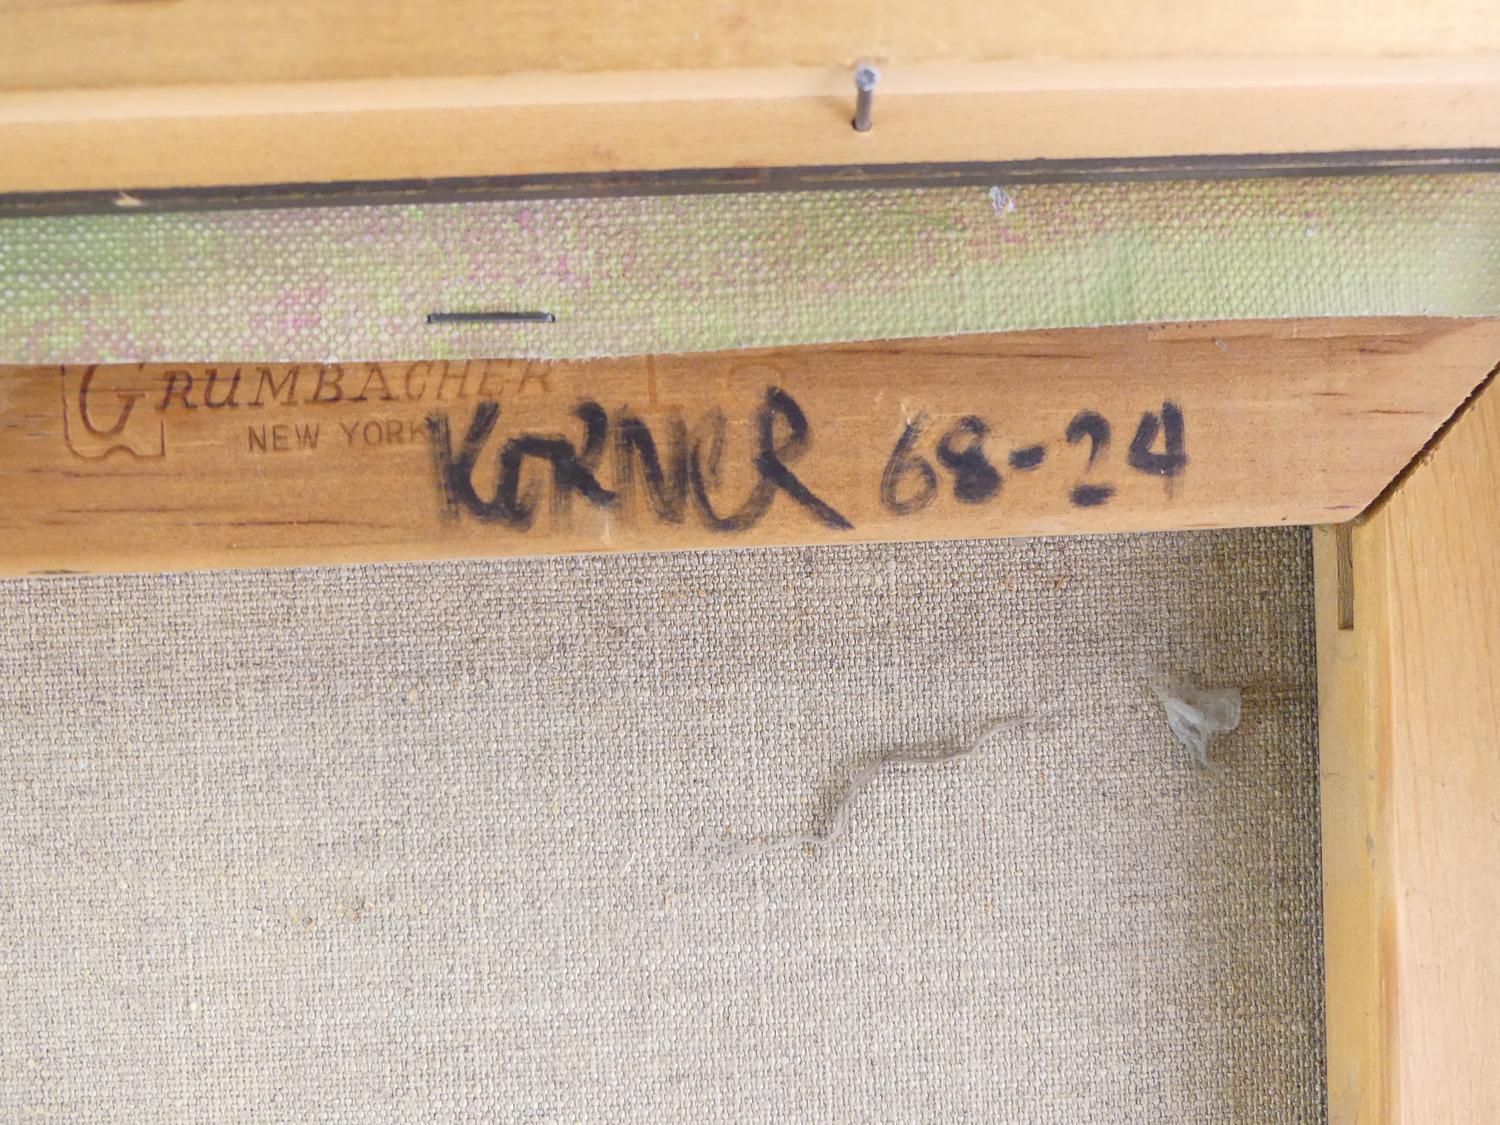 GRUMBACHER
NEW YORK
KORNER 68-24